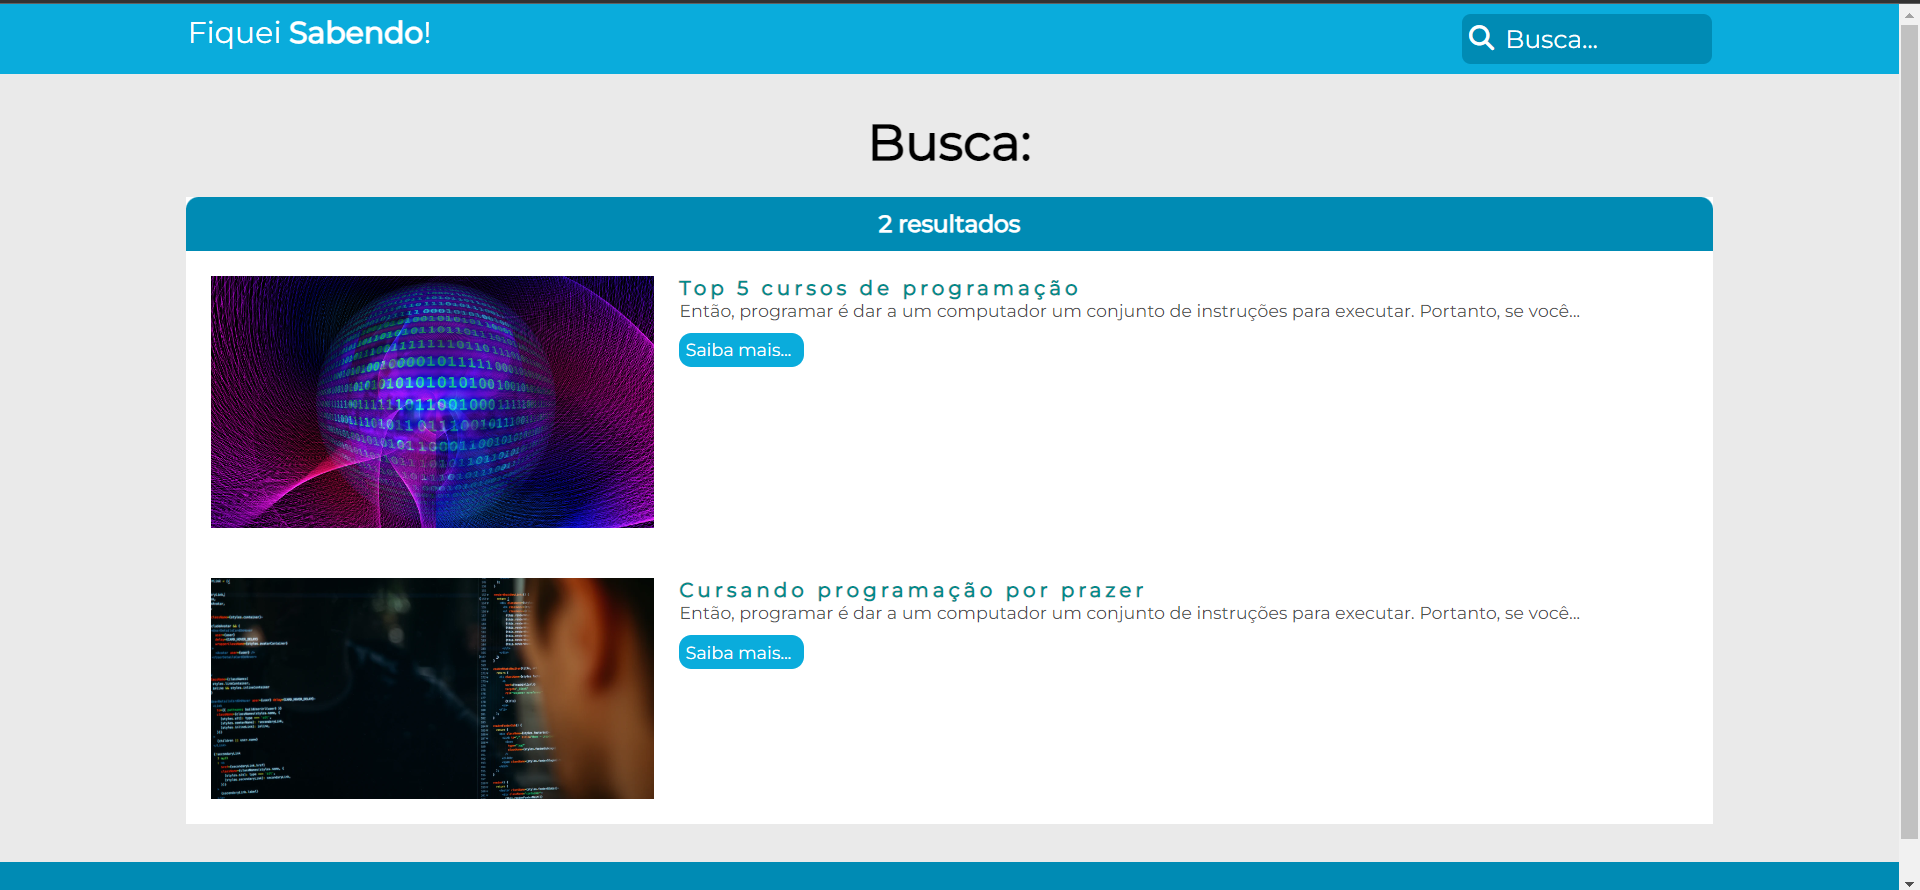 Fiquei Sabendo!
Busca...
Busca:
2 resultados
Top 5 cursos de programação
Então, programar é dar a um computador um conjunto de instruções para executar. Portanto, se você...
Saiba mais...
Cursando programação por prazer
Então, programar é dar a um computador um conjunto de instruções para executar. Portanto, se você...
Saiba mais...